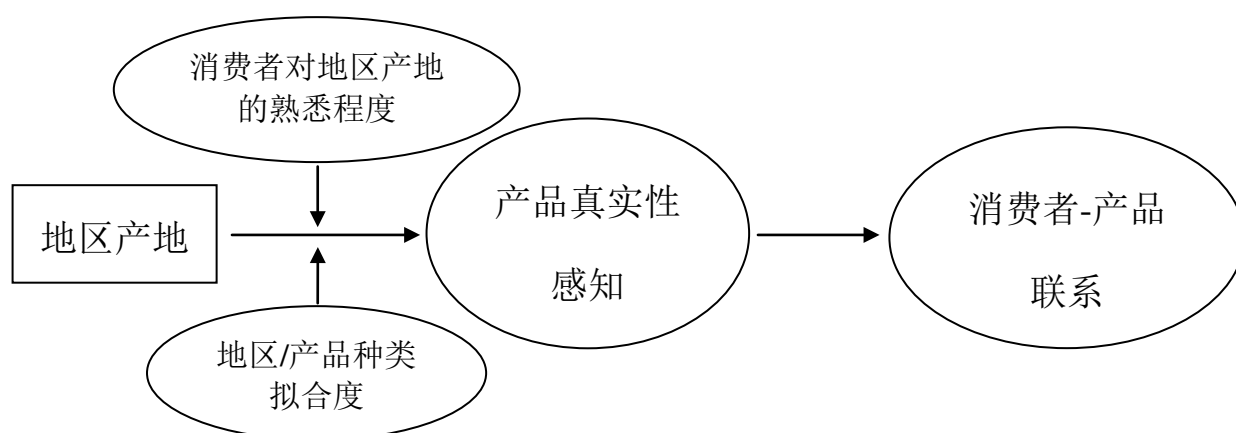 消费者对地区产地
的熟悉程度
地区产地
产品真实性
感知
消费者-产品
联系
地区/产品种类
拟合度